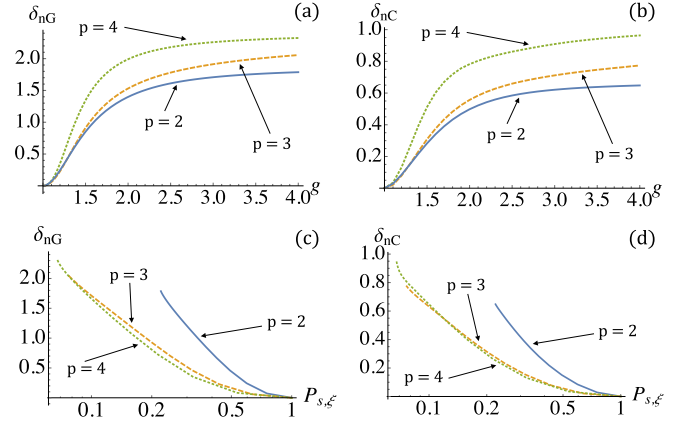 δnG (a)
2.0
1.5
1.0
0.5
p = 4
p = 2
p = 3
1.5 2.0 2.5 3.0 3.5 4.0 g
δnC (b)
1.0
0.8
0.6
0.4
0.2
p = 4
p = 2
p = 3
1.5 2.0 2.5 3.0 3.5 4.0 g
δnG (c)
2.0
1.5
1.0
0.5
p = 3
p = 2
p = 4
0.1 0.2 0.5 1 Ps,ξ
δnC (d)
1.0
0.8
0.6
0.4
0.2
p = 3
p = 2
p = 4
0.1 0.2 0.5 1 Ps,ξ